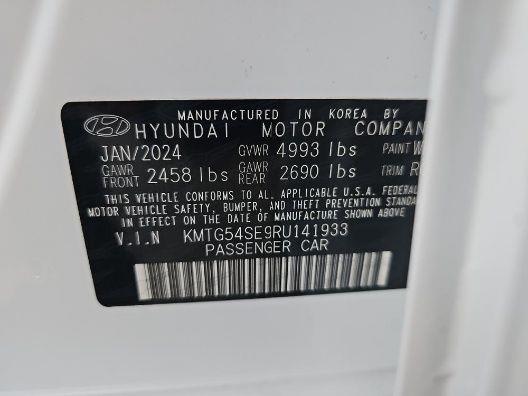 MANUFACTURED IN KOREA BY
HYUNDAI MOTOR COMPAN
JAN/2024 GVWR 4993 lbs PAINT W
GAWR FRONT 2458 lbs GAWR REAR 2690 lbs TRIM R
THIS VEHICLE CONFORMS TO AL APPLICABLE U.S.A. FEDERAL
MOTOR VEHICLE SAFETY, BUMPER, AND THEFT PREVENTION STANDA
IN EFFECT ON THE DATE OF MANUFACTURE SHOWN ABOVE
V.I.N KMTG54SE9RU141933
PASSENGER CAR